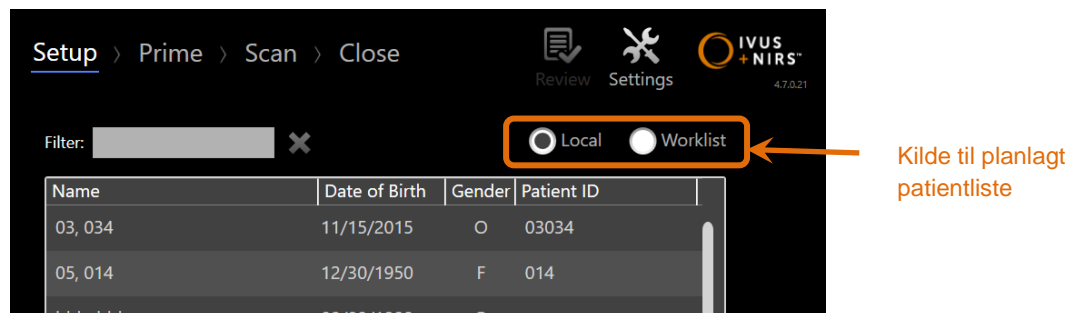 Setup > Prime > Scan > Close
Review Settings
IVUS
+NIRS™
4.7.0.21
Filter:
Local Worklist
Kilde til planlagt
patientliste
Name Date of Birth Gender Patient ID
03, 034 11/15/2015 O 03034
05, 014 12/30/1950 F 014